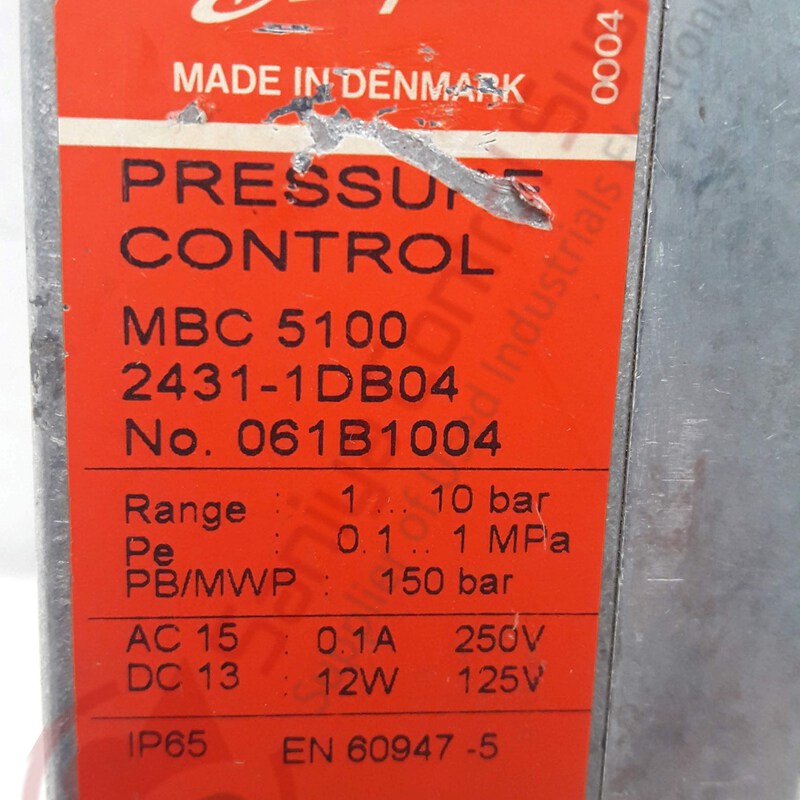 MADE IN DENMARK
0004
PRESSURE
CONTROL
MBC 5100
2431-1DB04
No. 061B1004
Range : 1 ... 10 bar
Pe : 0.1 .. 1 MPa
PB/MWP : 150 bar
AC 15 : 0.1A 250V
DC 13 : 12W 125V
IP65 EN 60947 -5